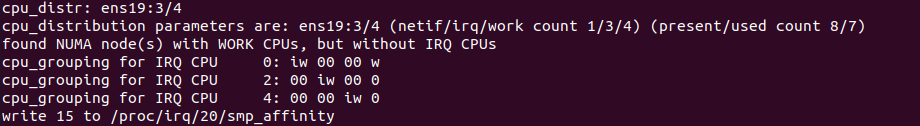 cpu_distr: ens19:3/4
cpu_distribution parameters are: ens19:3/4 (netif/irq/work count 1/3/4) (present/used count 8/7)
found NUMA node(s) with WORK CPUs, but without IRQ CPUs
cpu_grouping for IRQ CPU     0: iw 00 00 w
cpu_grouping for IRQ CPU     2: 00 iw 00 0
cpu_grouping for IRQ CPU     4: 00 00 iw 0
write 15 to /proc/irq/20/smp_affinity